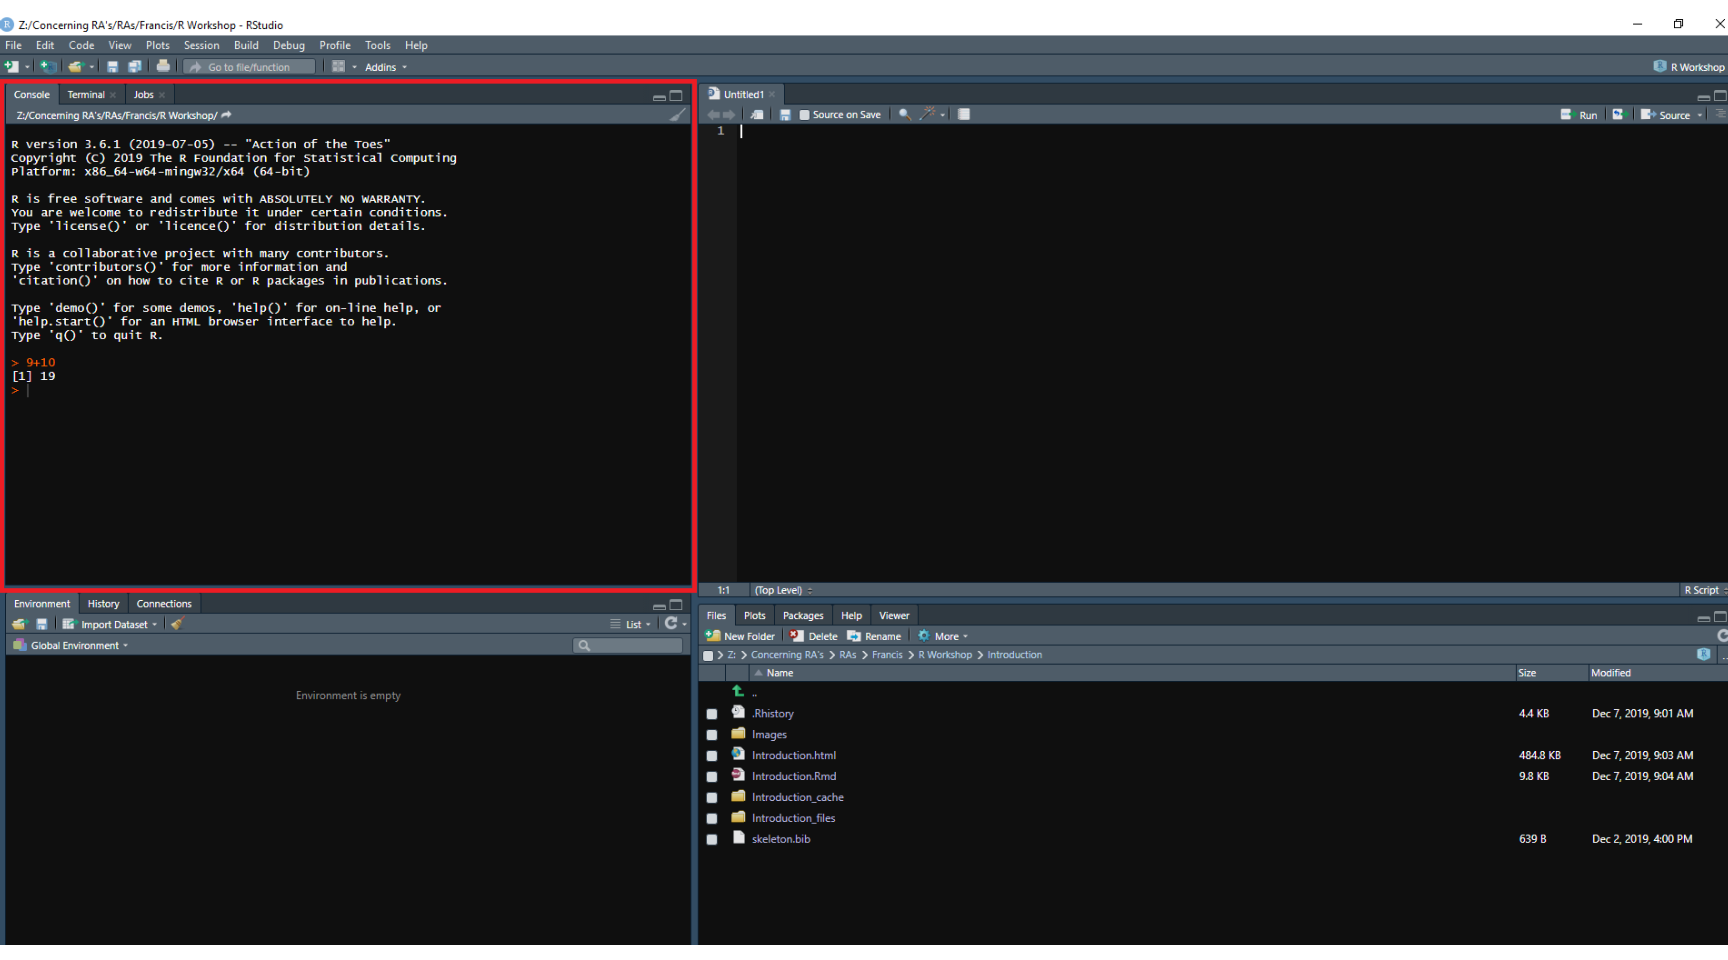 Z:/Concerning RA's/RAs/Francis/R Workshop - RStudio
File Edit Code View Plots Session Build Debug Profile Tools Help
Go to file/function Addins R Workshop
Console Terminal Jobs
Z:/Concerning RA's/RAs/Francis/R Workshop/
R version 3.6.1 (2019-07-05) -- "Action of the Toes"
Copyright (C) 2019 The R Foundation for Statistical Computing
Platform: x86_64-w64-mingw32/x64 (64-bit)
R is free software and comes with ABSOLUTELY NO WARRANTY.
You are welcome to redistribute it under certain conditions.
Type 'license()' or 'licence()' for distribution details.
R is a collaborative project with many contributors.
Type 'contributors()' for more information and
'citation()' on how to cite R or R packages in publications.
Type 'demo()' for some demos, 'help()' for on-line help, or
'help.start()' for an HTML browser interface to help.
Type 'q()' to quit R.
> 9+10
[1] 19
>
Untitled1
Source on Save Run Source
1
1:1 (Top Level) R Script
Environment History Connections
Import Dataset List
Global Environment
Environment is empty
Files Plots Packages Help Viewer
New Folder Delete Rename More
Z: > Concerning RA's > RAs > Francis > R Workshop > Introduction
Name Size Modified
..
.Rhistory 4.4 KB Dec 7, 2019, 9:01 AM
Images
Introduction.html 484.8 KB Dec 7, 2019, 9:03 AM
Introduction.Rmd 9.8 KB Dec 7, 2019, 9:04 AM
Introduction_cache
Introduction_files
skeleton.bib 639 B Dec 2, 2019, 4:00 PM